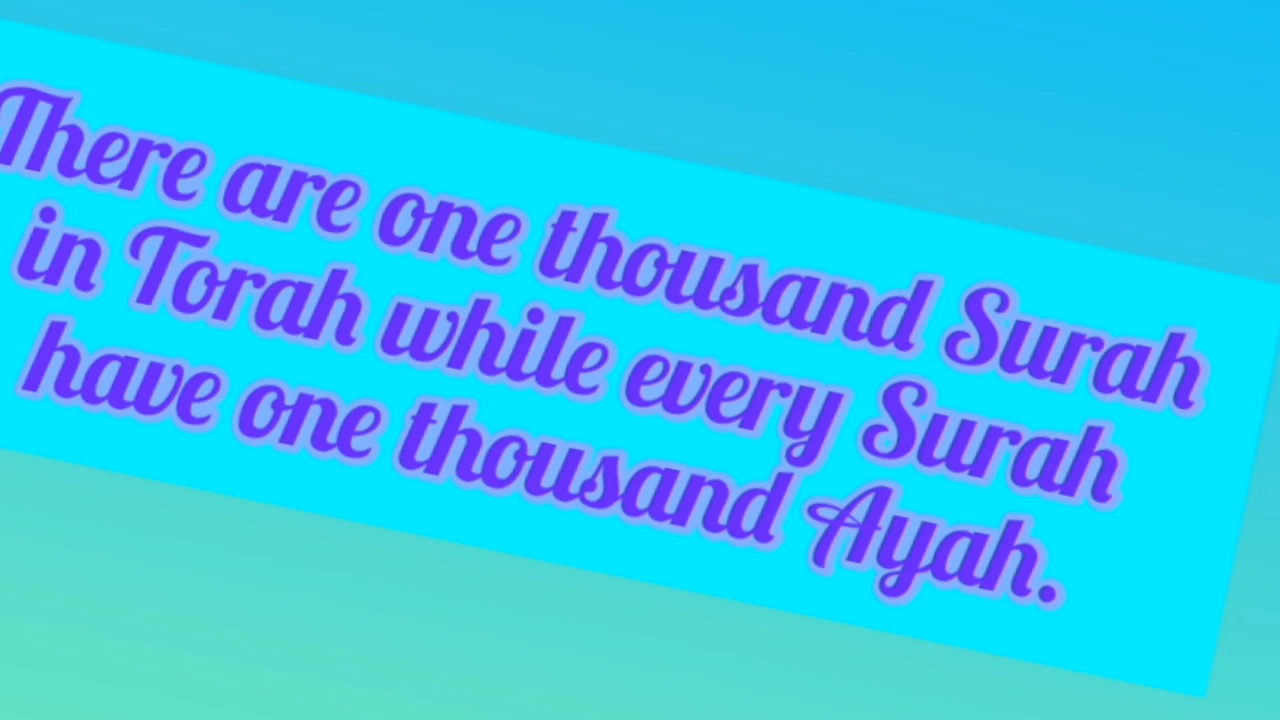 There are one thousand Surah
in Torah while every Surah
have one thousand Ayah.